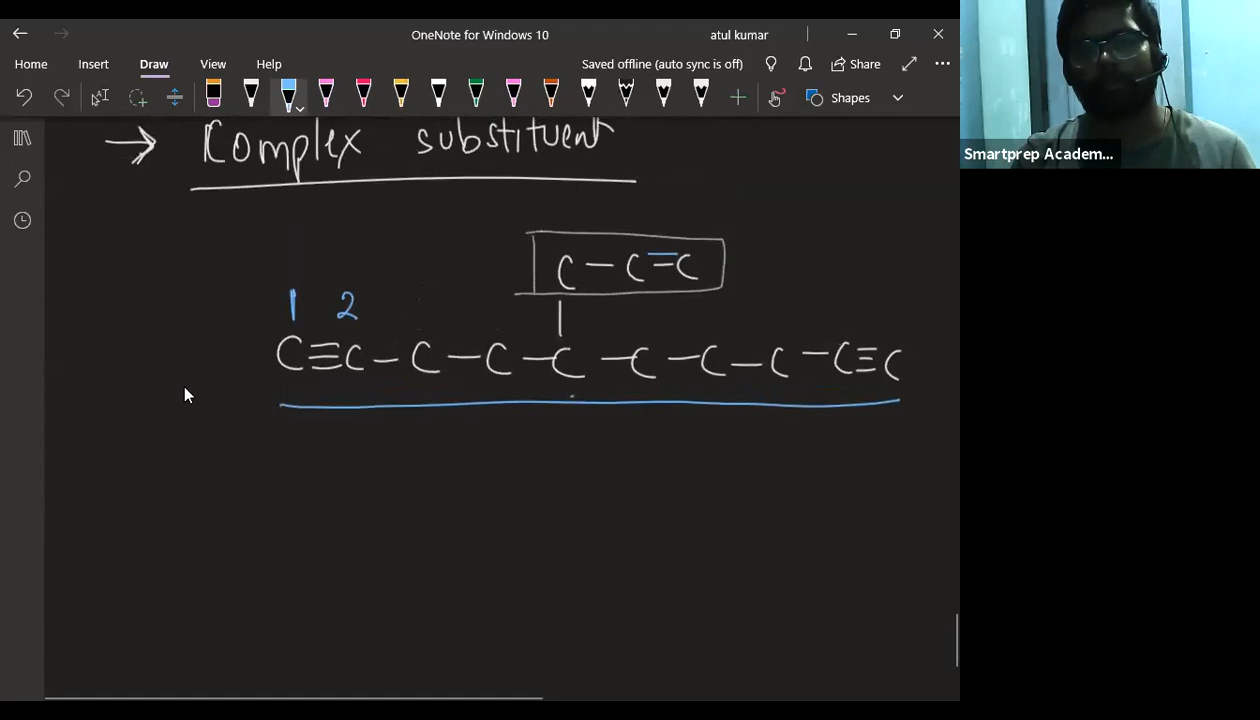 OneNote for Windows 10
atul kumar
Home Insert Draw View Help
Saved offline (auto sync is off)
Share
Shapes
Smartprep Academ...
→ Complex substituent
C — C = C
|
1 2
C ≡ C — C — C — C — C — C — C — C ≡ C